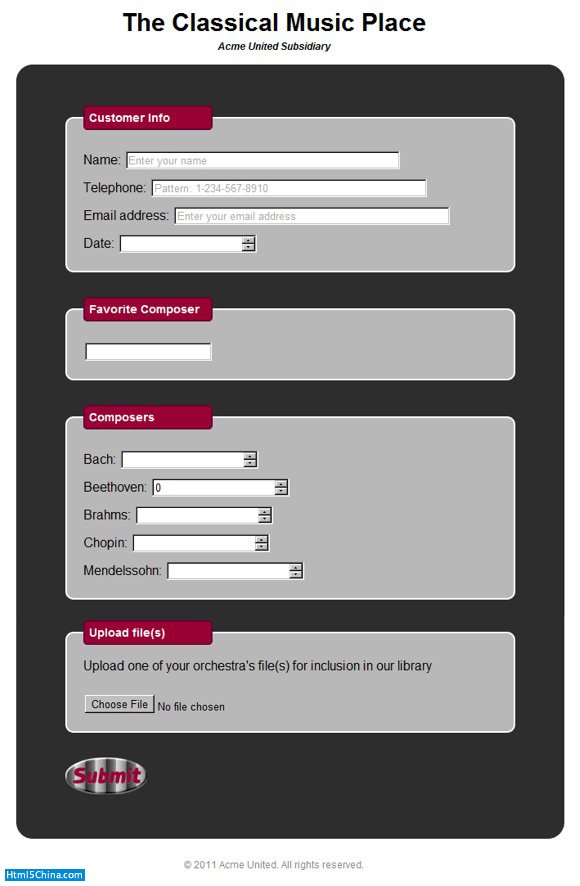 The Classical Music Place
Acme United Subsidiary
Customer Info
Name: Enter your name
Telephone: Pattern: 1-234-567-8910
Email address: Enter your email address
Date:
Favorite Composer
Composers
Bach:
Beethoven: 0
Brahms:
Chopin:
Mendelssohn:
Upload file(s)
Upload one of your orchestra's file(s) for inclusion in our library
Choose File No file chosen
Submit
© 2011 Acme United. All rights reserved.
Html5China.com